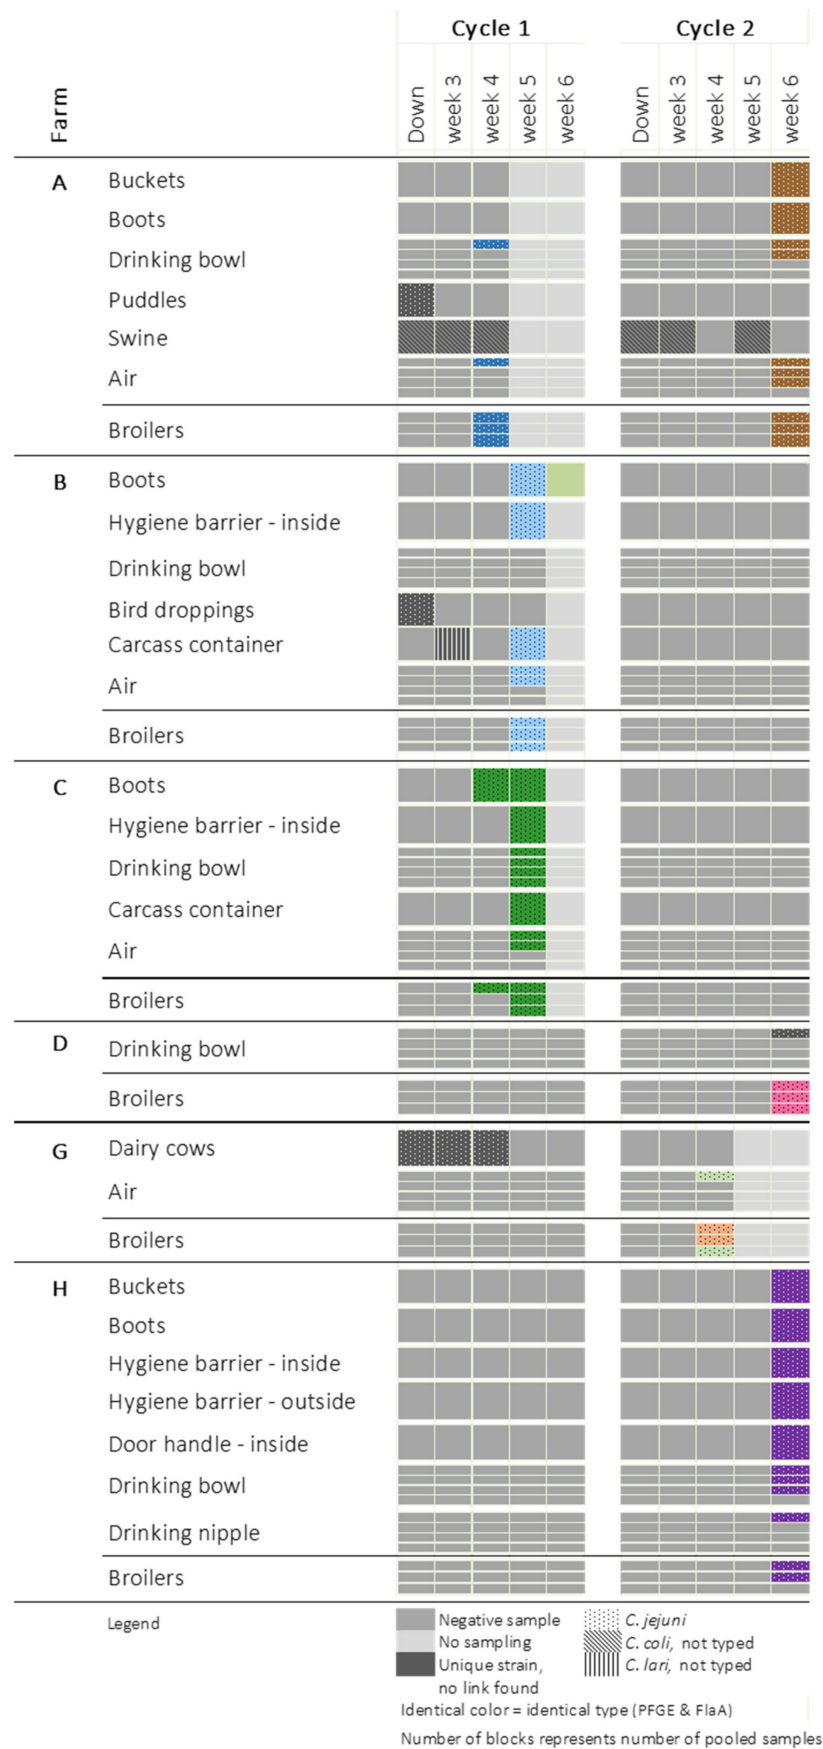 Cycle 1 Cycle 2
Farm Down week 3 week 4 week 5 week 6 Down week 3 week 4 week 5 week 6
A Buckets
Boots
Drinking bowl
Puddles
Swine
Air
Broilers
B Boots
Hygiene barrier - inside
Drinking bowl
Bird droppings
Carcass container
Air
Broilers
C Boots
Hygiene barrier - inside
Drinking bowl
Carcass container
Air
Broilers
D Drinking bowl
Broilers
G Dairy cows
Air
Broilers
H Buckets
Boots
Hygiene barrier - inside
Hygiene barrier - outside
Door handle - inside
Drinking bowl
Drinking nipple
Broilers
Legend Negative sample C. jejuni
No sampling C. coli, not typed
Unique strain, C. lari, not typed
no link found
Identical color = identical type (PFGE & FlaA)
Number of blocks represents number of pooled samples